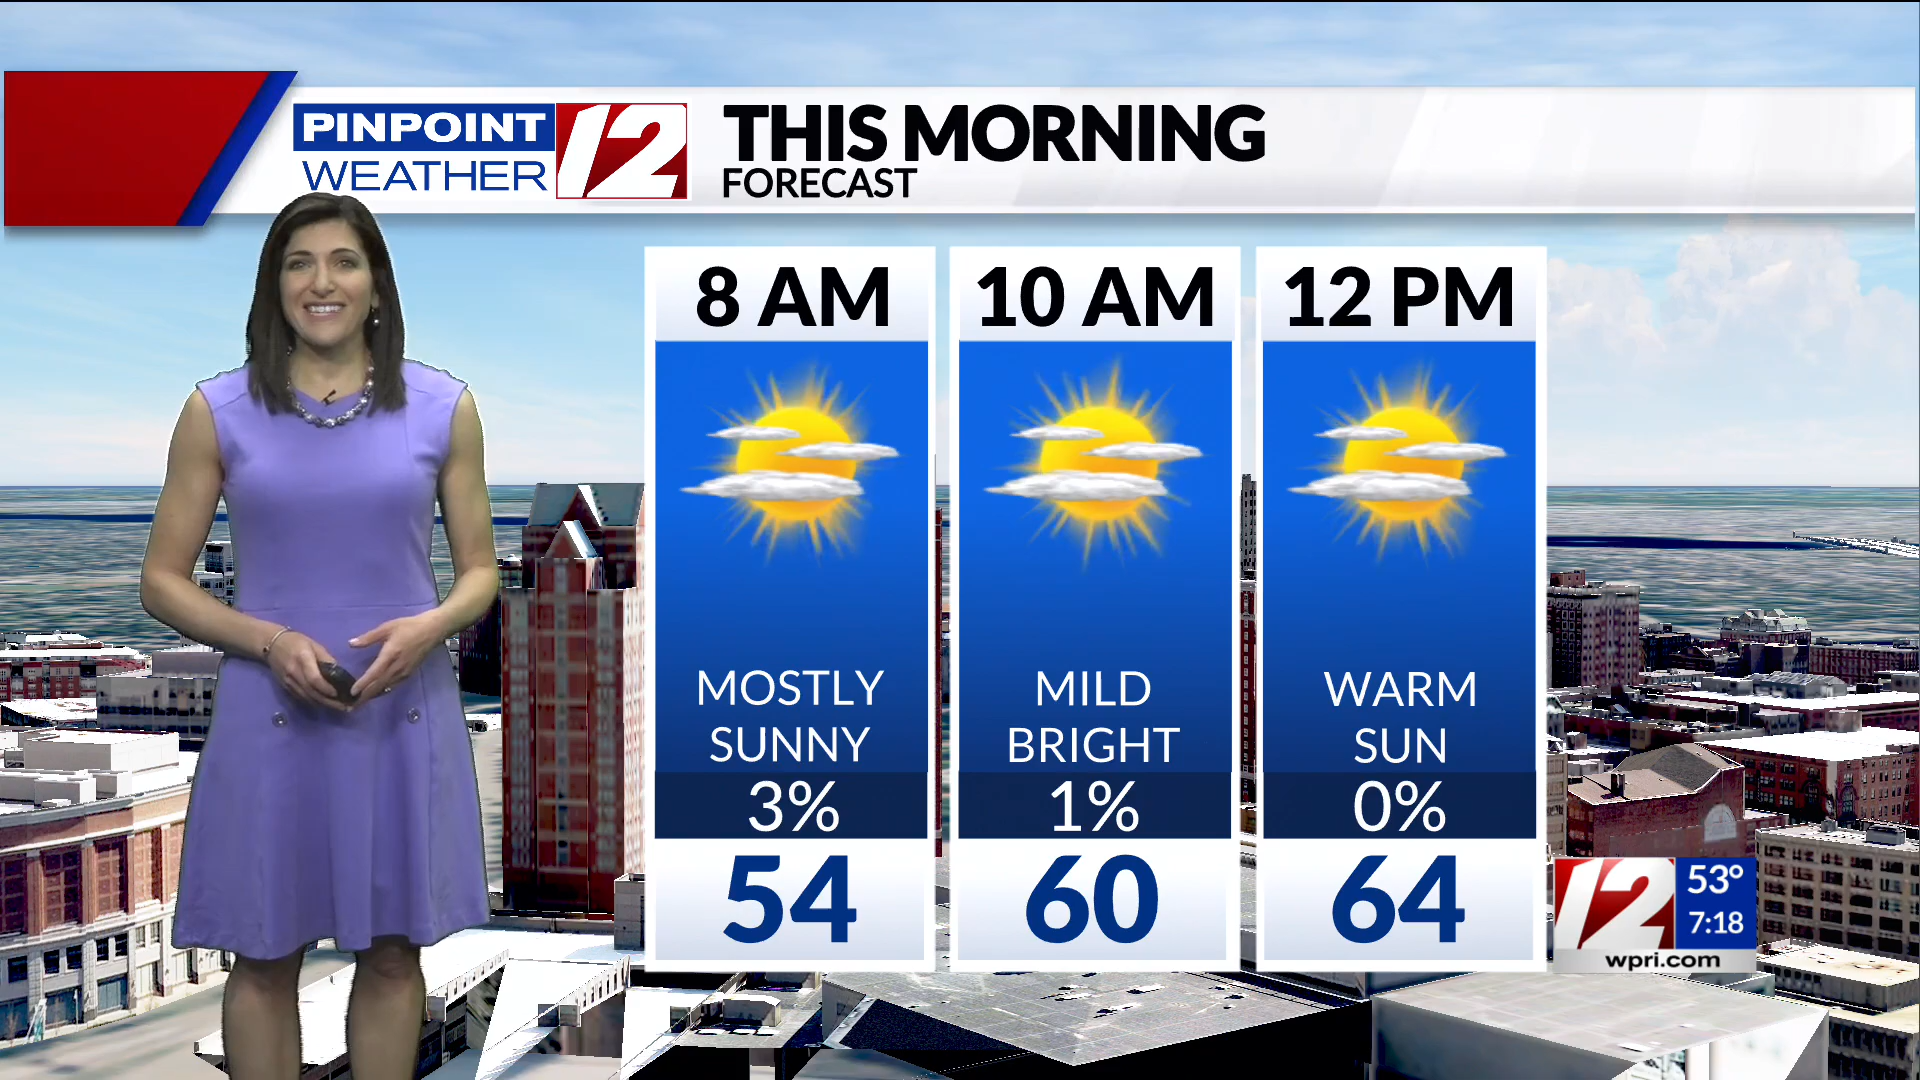 PINPOINT
WEATHER
12
THIS MORNING
FORECAST
8 AM
MOSTLY
SUNNY
3%
54
10 AM
MILD
BRIGHT
1%
60
12 PM
WARM
SUN
0%
64
12
53°
7:18
wpri.com